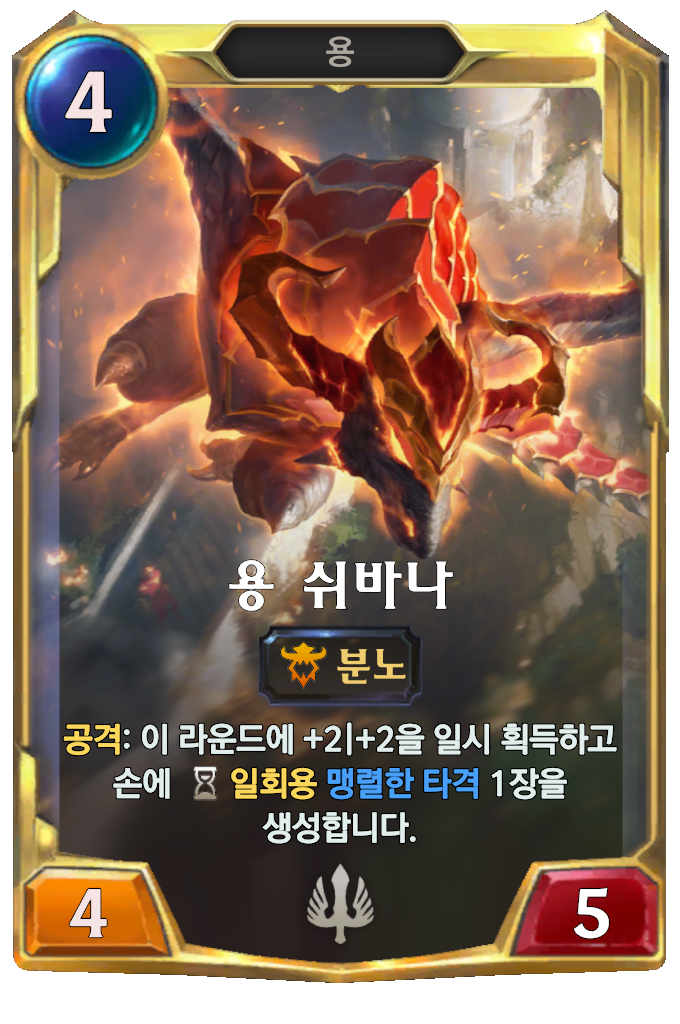 용
4
용 쉬바나
분노
공격: 이 라운드에 +2|+2을 일시 획득하고
손에 일회용 맹렬한 타격 1장을
생성합니다.
4
5